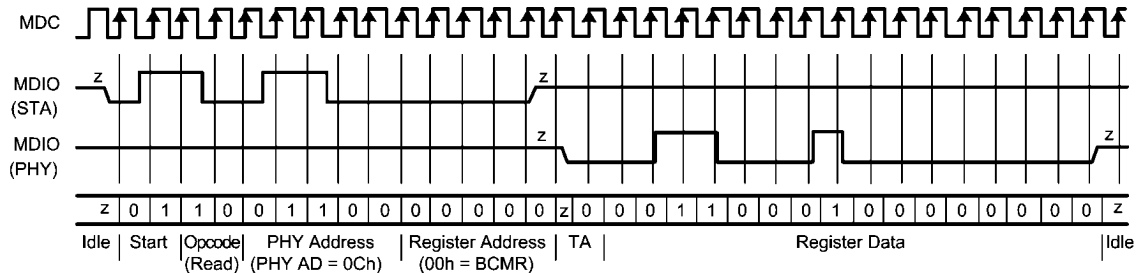 MDC
z z
MDIO
(STA)
MDIO z z
(PHY)
z 0 1 1 0 0 1 1 0 0 0 0 0 0 0 z 0 0 0 1 1 0 0 0 1 0 0 0 0 0 0 0 0 z
Idle Start Opcode PHY Address Register Address TA Register Data Idle
(Read) (PHY AD = 0Ch) (00h = BCMR)